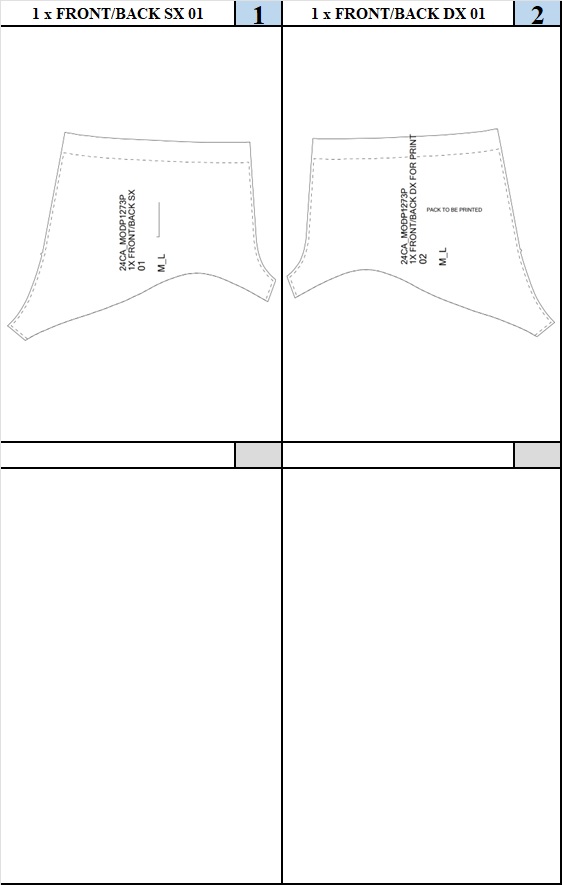 1 x FRONT/BACK SX 01
1
1 x FRONT/BACK DX 01
2
24CA_MODP1273P
1X FRONT/BACK SX
01
M_L
24CA_MODP1273P
1X FRONT/BACK DX FOR PRINT
02
M_L
PACK TO BE PRINTED